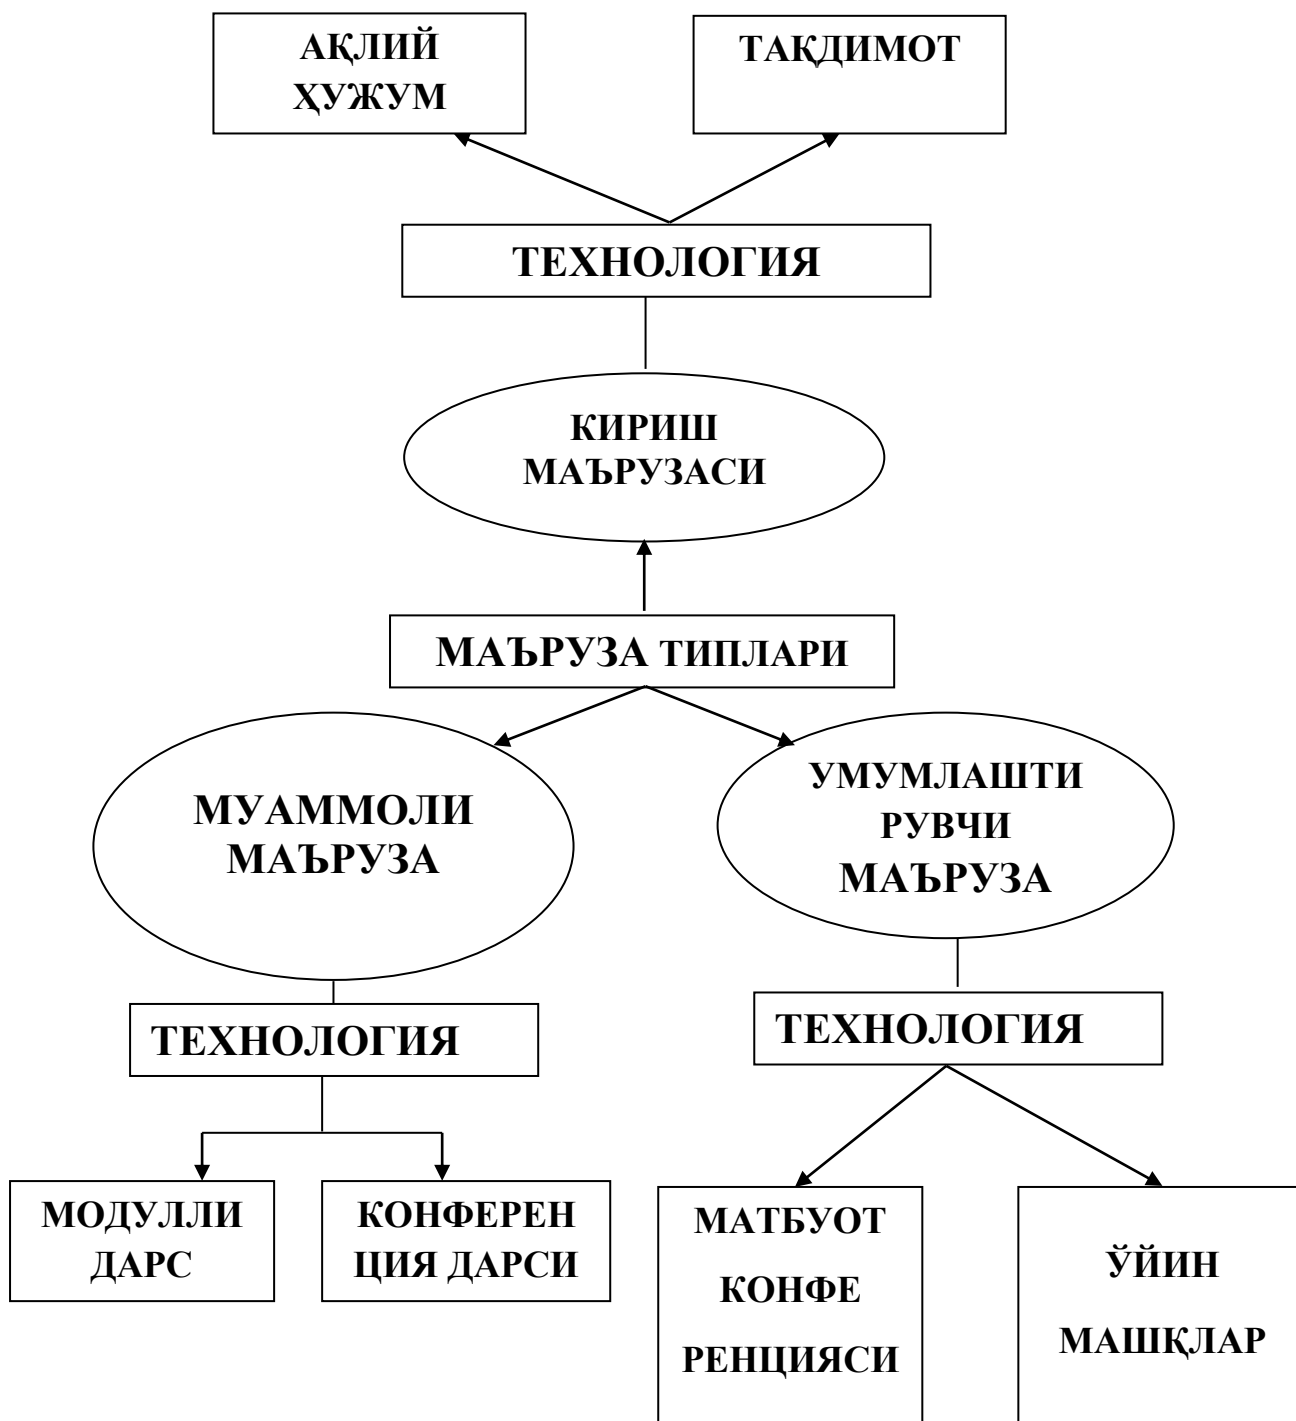 АҚЛИЙ
ҲУЖУМ
ТАҚДИМОТ
ТЕХНОЛОГИЯ
КИРИШ
МАЪРУЗАСИ
МАЪРУЗА ТИПЛАРИ
МУАММОЛИ
МАЪРУЗА
УМУМЛАШТИ
РУВЧИ
МАЪРУЗА
ТЕХНОЛОГИЯ
ТЕХНОЛОГИЯ
МОДУЛЛИ
ДАРС
КОНФЕРЕН
ЦИЯ ДАРСИ
МАТБУОТ
КОНФЕ
РЕНЦИЯСИ
ЎЙИН
МАШҚЛАР